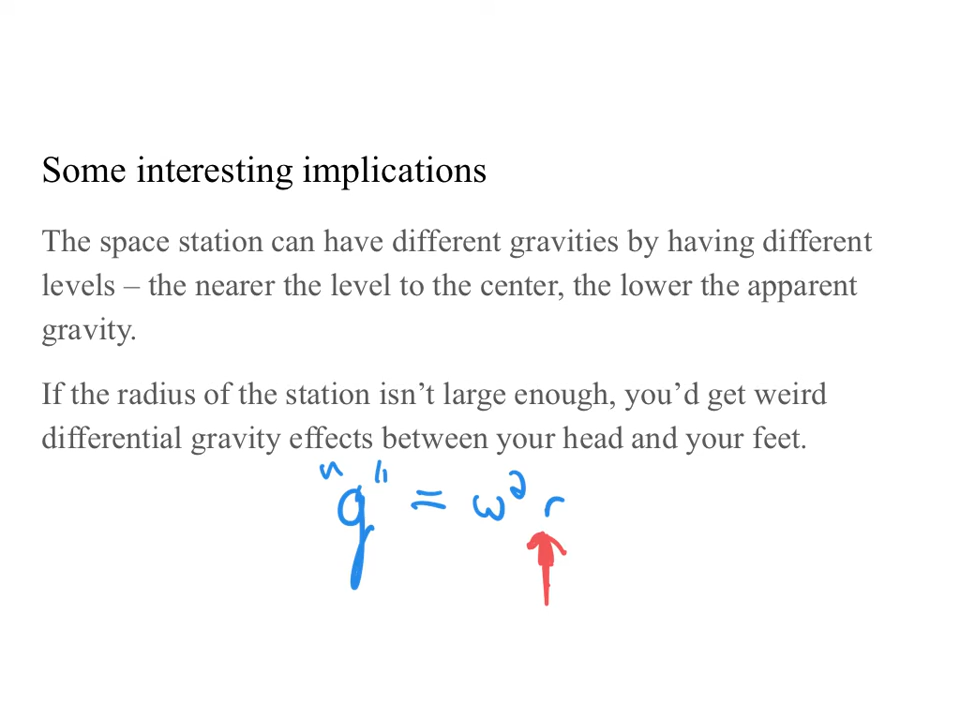 Some interesting implications
The space station can have different gravities by having different
levels – the nearer the level to the center, the lower the apparent
gravity.
If the radius of the station isn’t large enough, you’d get weird
differential gravity effects between your head and your feet.
"g" = ω² r